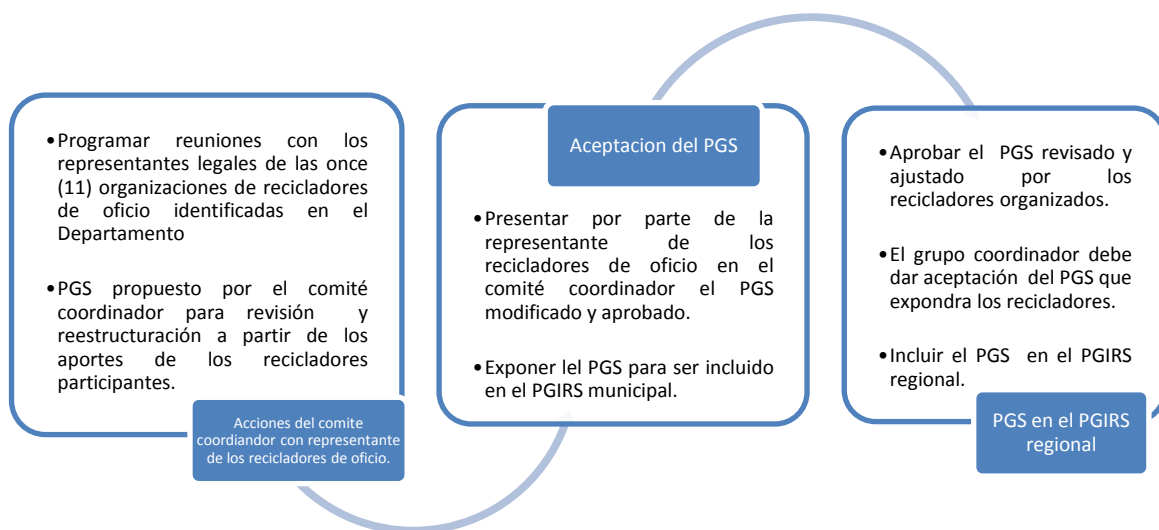 •Programar reuniones con los
representantes legales de las once
(11) organizaciones de recicladores
de oficio identificadas en el
Departamento
•PGS propuesto por el comité
coordinador para revisión y
reestructuración a partir de los
aportes de los recicladores
participantes.
Acciones del comite
coordiandor con representante
de los recicladores de oficio.
Aceptacion del PGS
•Presentar por parte de la
representante de los
recicladores de oficio en el
comité coordinador el PGS
modificado y aprobado.
•Exponer lel PGS para ser incluido
en el PGIRS municipal.
•Aprobar el PGS revisado y
ajustado por los
recicladores organizados.
•El grupo coordinador debe
dar aceptación del PGS que
expondra los recicladores.
•Incluir el PGS en el PGIRS
regional.
PGS en el PGIRS
regional